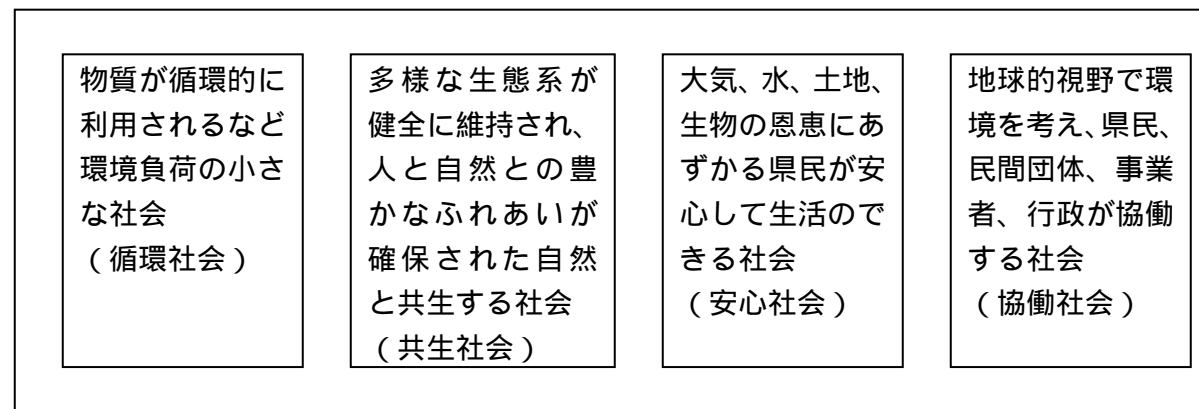 物質が循環的に
利用されるなど
環境負荷の小さ
な社会
（循環社会）
多様な生態系が
健全に維持され、
人と自然との豊
かなふれあいが
確保された自然
と共生する社会
（共生社会）
大気、水、土地、
生物の恩恵にあ
ずかる県民が安
心して生活ので
きる社会
（安心社会）
地球的視野で環
境を考え、県民、
民間団体、事業
者、行政が協働
する社会
（協働社会）